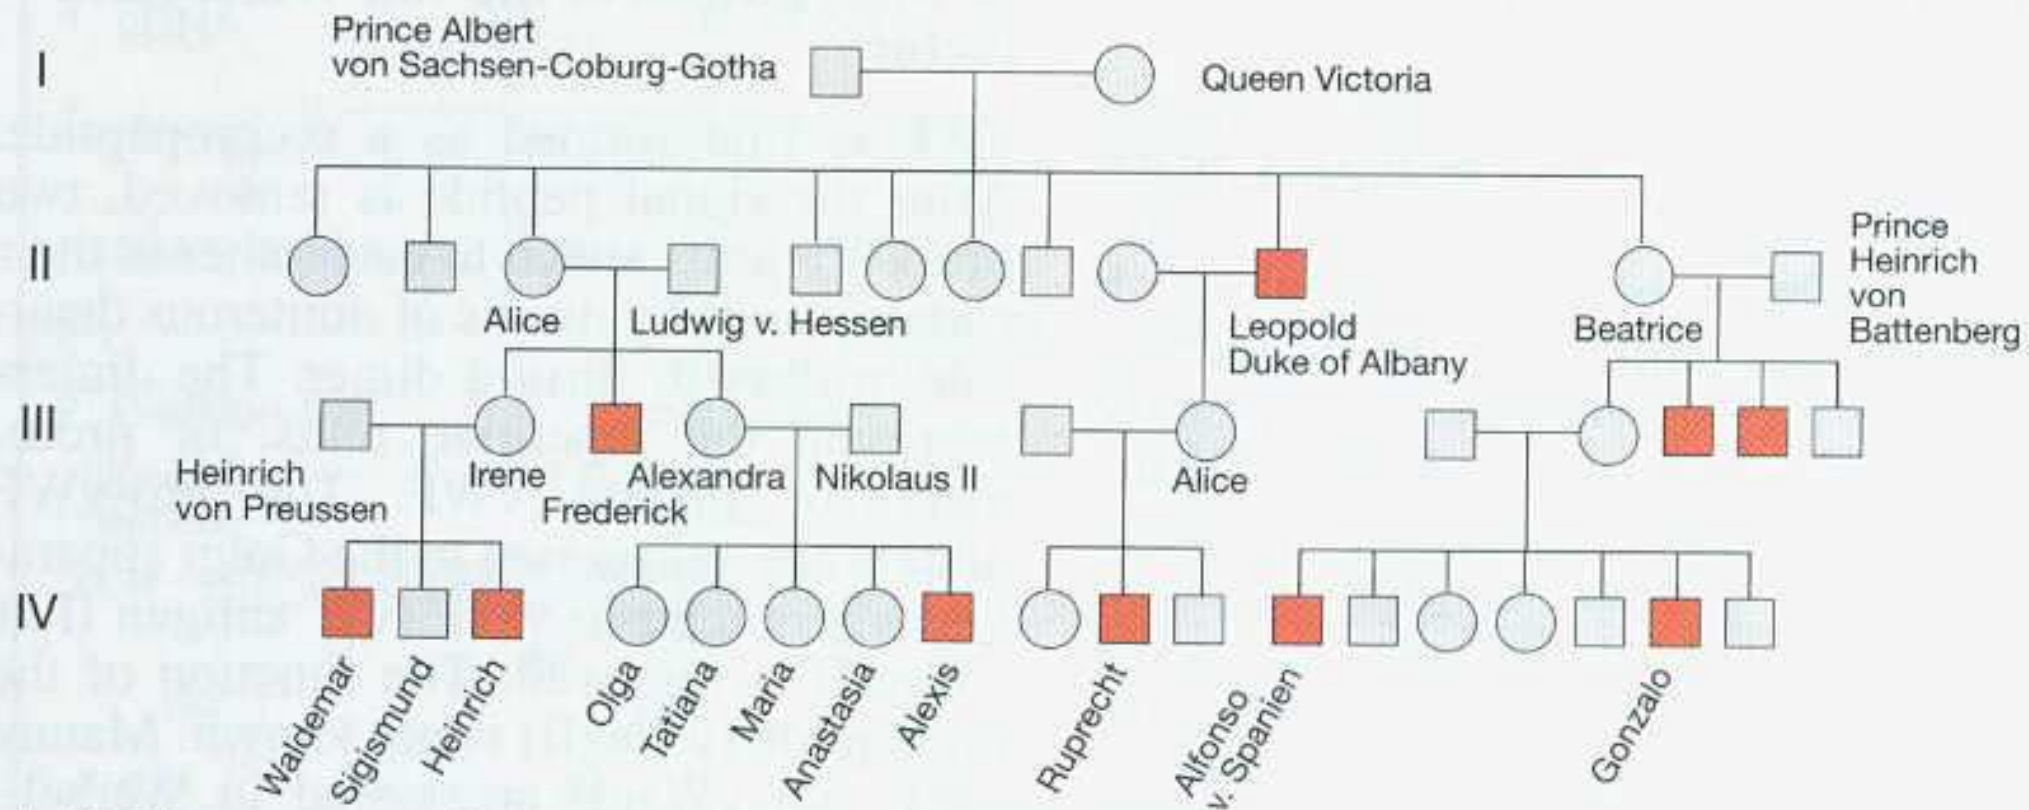 I
Prince Albert
von Sachsen-Coburg-Gotha
Queen Victoria
II
Alice
Ludwig v. Hessen
Leopold
Duke of Albany
Beatrice
Prince
Heinrich
von
Battenberg
III
Heinrich
von Preussen
Irene
Frederick
Alexandra
Nikolaus II
Alice
IV
Waldemar
Sigismund
Heinrich
Olga
Tatiana
Maria
Anastasia
Alexis
Ruprecht
Alfonso
v. Spanien
Gonzalo